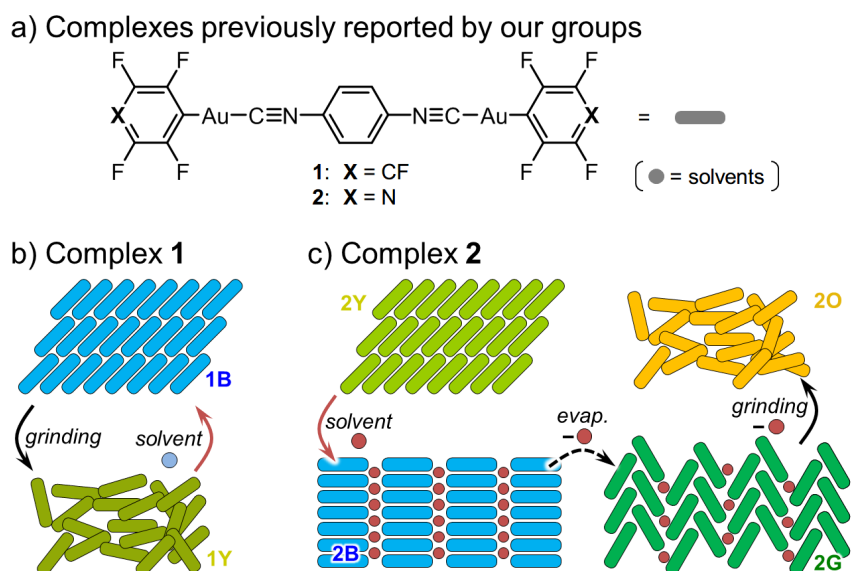 a) Complexes previously reported by our groups
F F F F
X Au C≡N N≡C Au X = 
F F F F
1: X = CF
2: X = N
( = solvents )
b) Complex 1
c) Complex 2
1B
grinding
solvent
1Y
2Y
solvent
2B
evap.
2G
grinding
2O